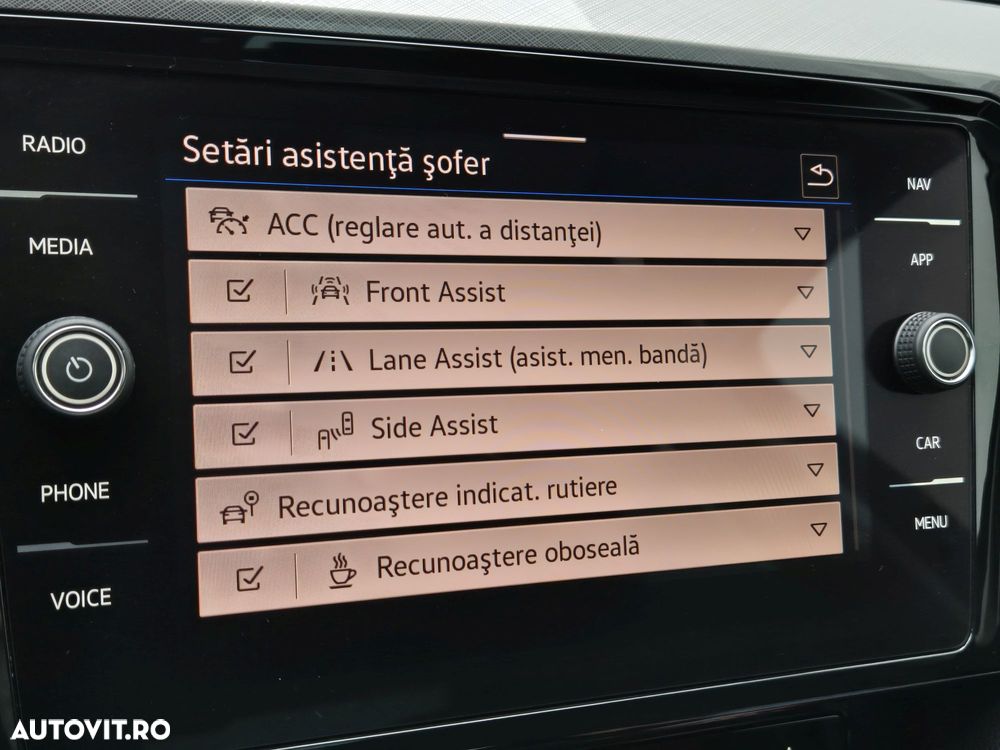 RADIO
MEDIA
PHONE
VOICE
Setări asistenţă şofer
ACC (reglare aut. a distanţei)
Front Assist
Lane Assist (asist. men. bandă)
Side Assist
Recunoaştere indicat. rutiere
Recunoaştere oboseală
NAV
APP
CAR
MENU
AUTOVIT.RO